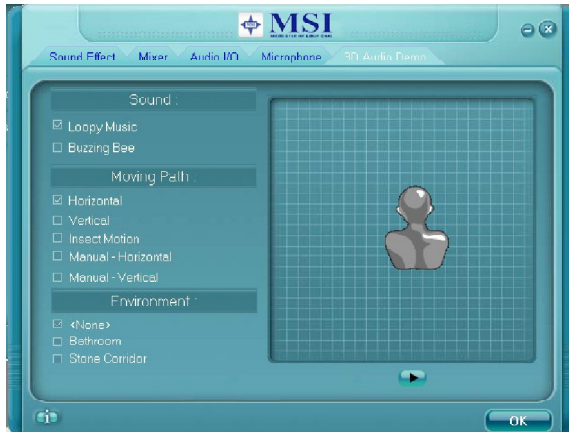 MSI
Sound Effect Mixer Audio I/O Microphone 3D Audio Demo
Sound :
Loopy Music
Buzzing Bee
Moving Path :
Horizontal
Vertical
Insect Motion
Manual - Horizontal
Manual - Vertical
Environment :
<None>
Bathroom
Stone Corridor
OK